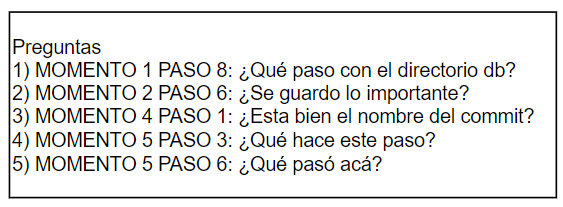 Preguntas
1) MOMENTO 1 PASO 8: ¿Qué paso con el directorio db?
2) MOMENTO 2 PASO 6: ¿Se guardo lo importante?
3) MOMENTO 4 PASO 1: ¿Esta bien el nombre del commit?
4) MOMENTO 5 PASO 3: ¿Qué hace este paso?
5) MOMENTO 5 PASO 6: ¿Qué pasó acá?